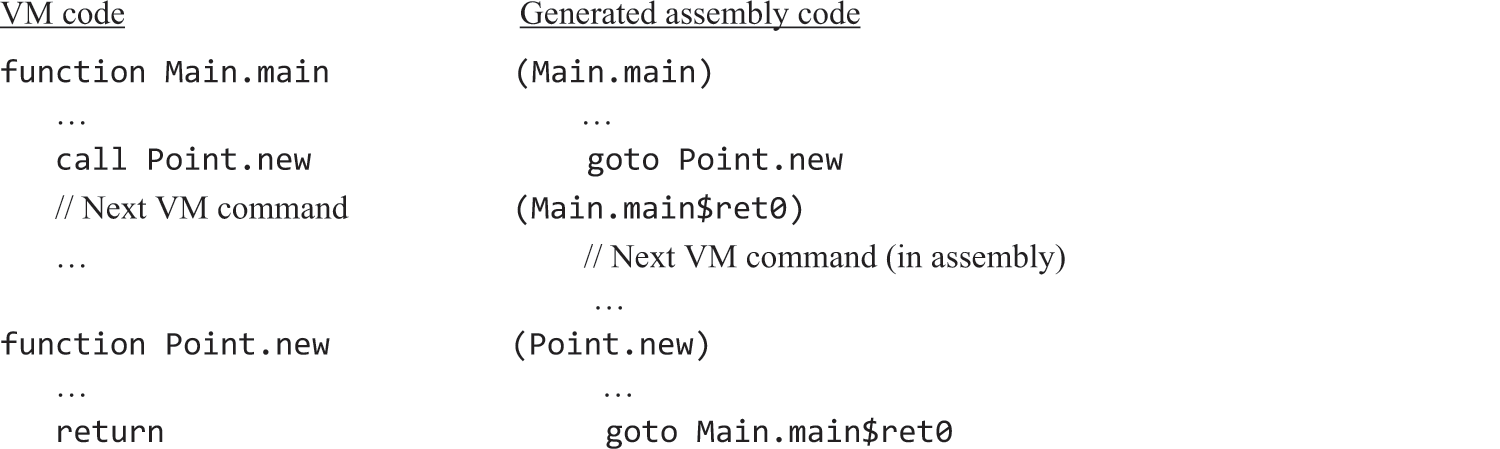 VM code Generated assembly code
function Main.main (Main.main)
… …
call Point.new goto Point.new
// Next VM command (Main.main$ret0)
… // Next VM command (in assembly)
…
function Point.new (Point.new)
… …
return goto Main.main$ret0